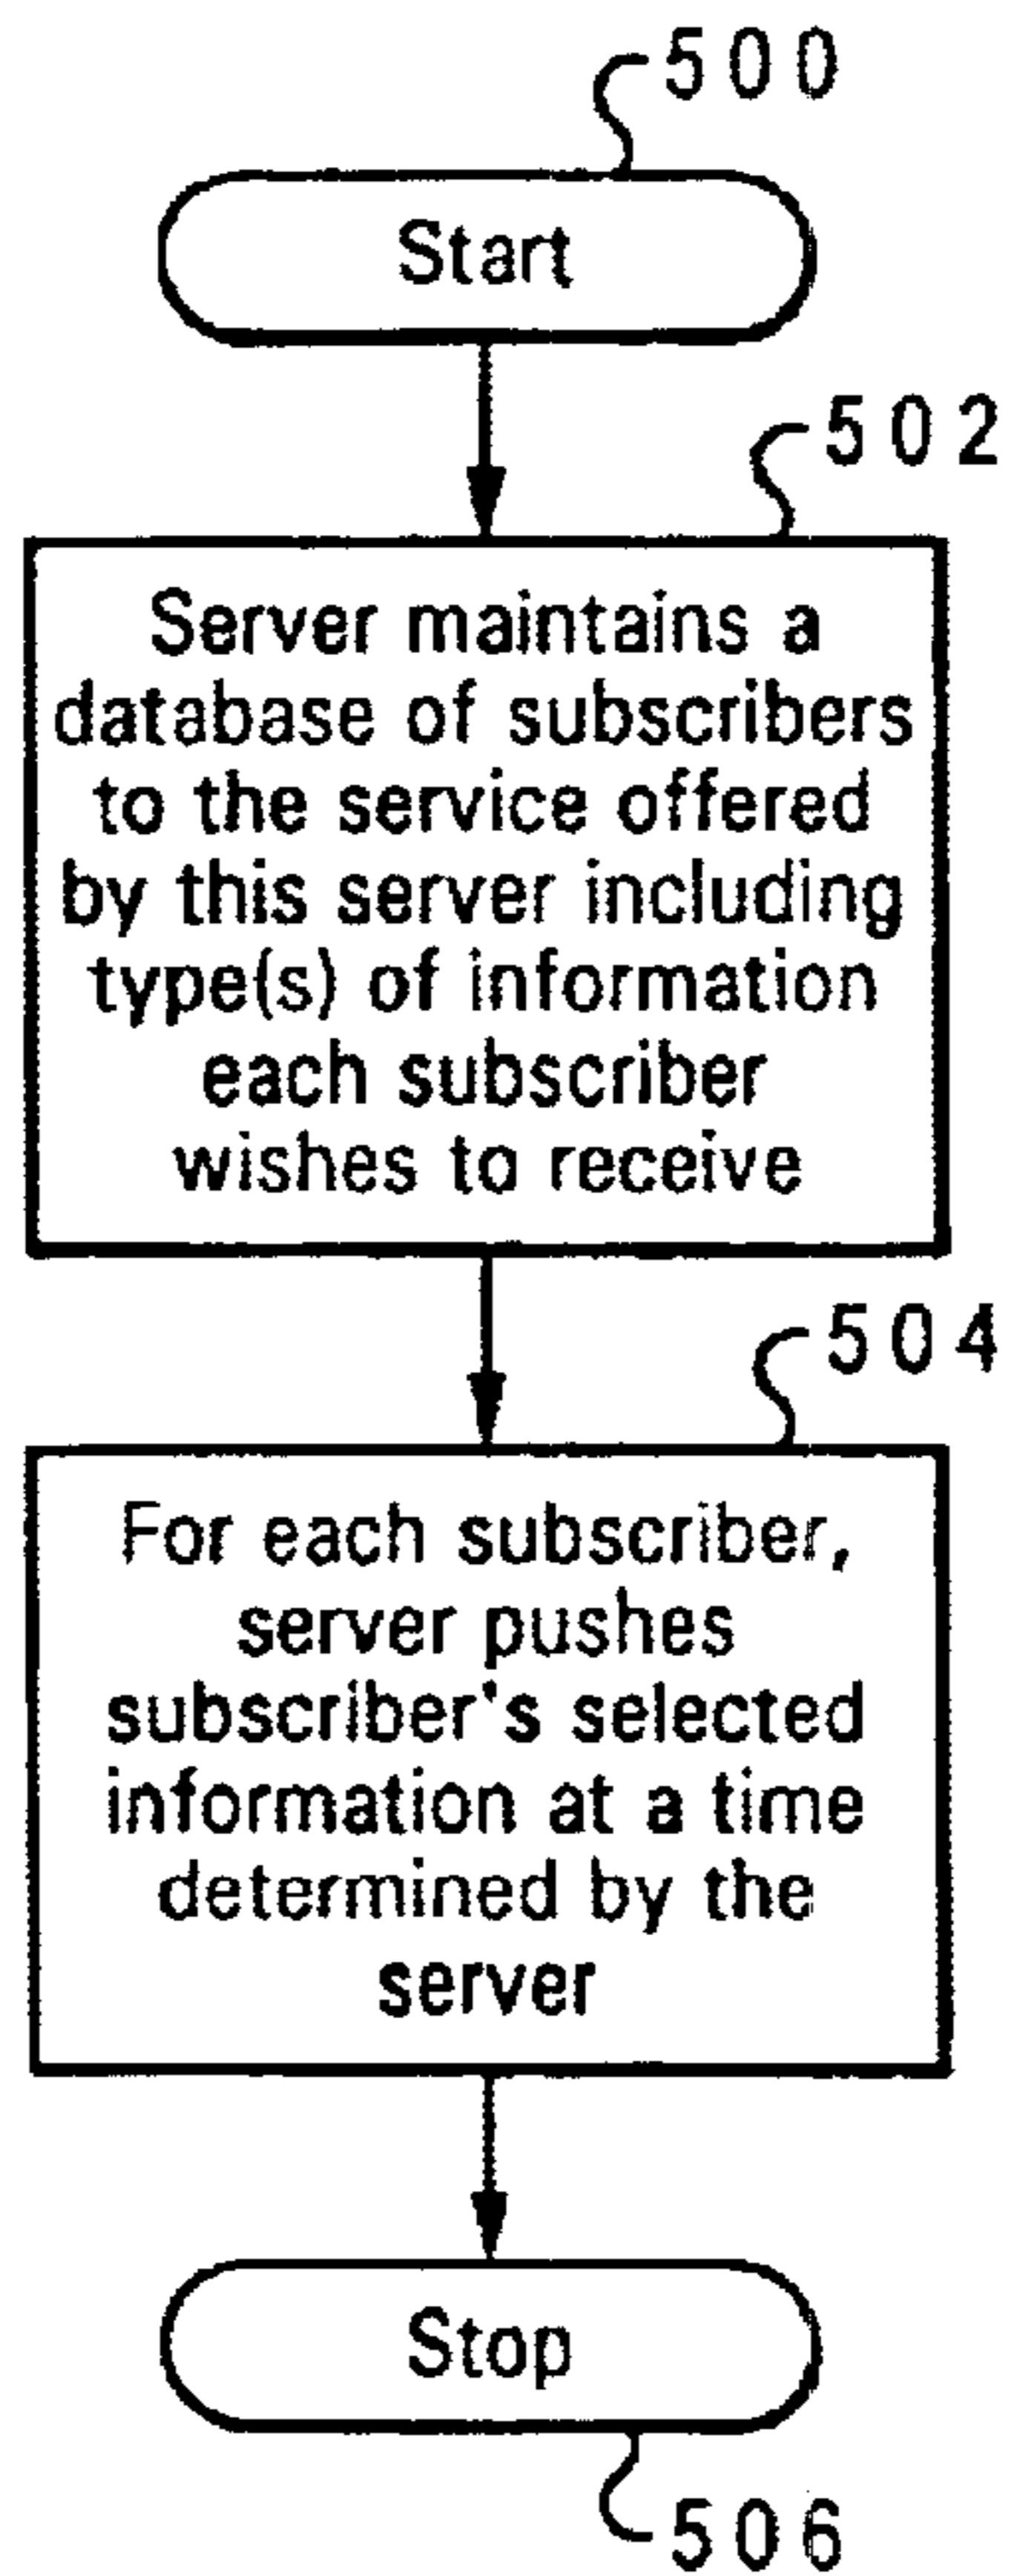 500
Start
502
Server maintains a
database of subscribers
to the service offered
by this server including
type(s) of information
each subscriber
wishes to receive
504
For each subscriber,
server pushes
subscriber's selected
information at a time
determined by the
server
Stop
506